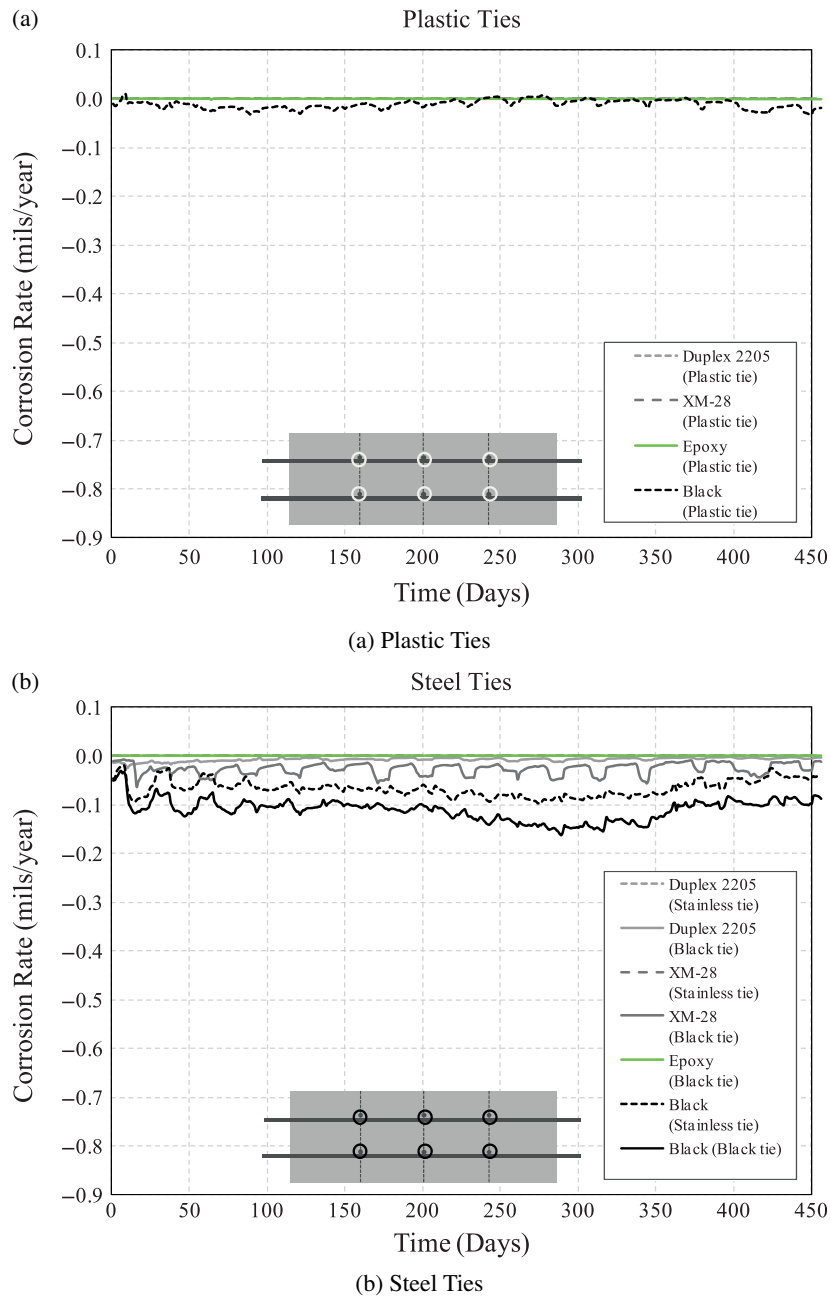 (a)
Plastic Ties
0.1
0.0
−0.1
−0.2
−0.3
−0.4
−0.5
−0.6
−0.7
−0.8
−0.9
Corrosion Rate (mils/year)
Duplex 2205
(Plastic tie)
XM-28
(Plastic tie)
Epoxy
(Plastic tie)
Black
(Plastic tie)
0 50 100 150 200 250 300 350 400 450
Time (Days)
(a) Plastic Ties
(b)
Steel Ties
0.1
0.0
−0.1
−0.2
−0.3
−0.4
−0.5
−0.6
−0.7
−0.8
−0.9
Corrosion Rate (mils/year)
Duplex 2205
(Stainless tie)
Duplex 2205
(Black tie)
XM-28
(Stainless tie)
XM-28
(Black tie)
Epoxy
(Black tie)
Black
(Stainless tie)
Black (Black tie)
0 50 100 150 200 250 300 350 400 450
Time (Days)
(b) Steel Ties